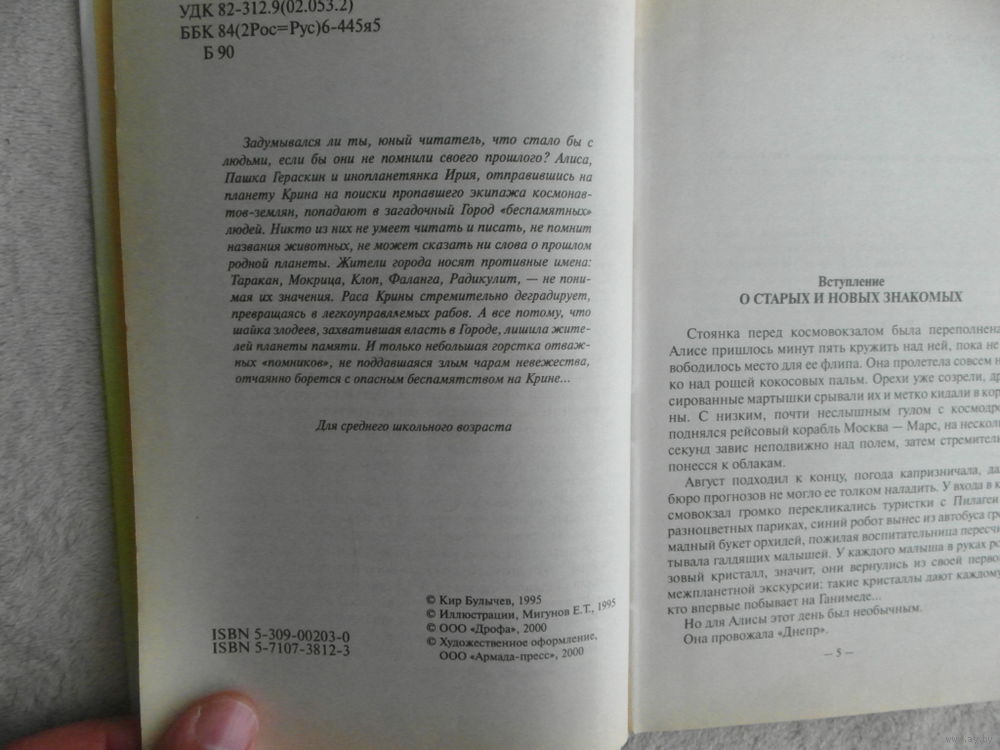 УДК 82-312.9(02.053.2)
ББК 84(2Рос=Рус)6-445я5
Б 90
Задумывался ли ты, юный читатель, что стало бы с
людьми, если бы они не помнили своего прошлого? Алиса,
Пашка Гераскин и инопланетянка Ирия, отправившись на
планету Крина на поиски пропавшего экипажа космонав-
тов-землян, попадают в загадочный Город «беспамятных»
людей. Никто из них не умеет читать и писать, не помнит
названия животных, не может сказать ни слова о прошлом
родной планеты. Жители города носят противные имена:
Таракан, Мокрица, Клоп, Фаланга, Радикулит, — не пони-
мая их значения. Раса Крины стремительно деградирует,
превращаясь в легкоуправляемых рабов. А все потому, что
шайка злодеев, захватившая власть в Городе, лишила жите-
лей планеты памяти. И только небольшая горстка отваж-
ных «помников», не поддавшаяся злым чарам невежества,
отчаянно борется с опасным беспамятством на Крине...
Для среднего школьного возраста
© Кир Булычев, 1995
© Иллюстрации, Мигунов Е.Т., 1995
© ООО «Дрофа», 2000
© Художественное оформление,
ООО «Армада-пресс», 2000
ISBN 5-309-00203-0
ISBN 5-7107-3812-3
Вступление
О СТАРЫХ И НОВЫХ ЗНАКОМЫХ
Стоянка перед космовокзалом была переполнена
Алисе пришлось минут пять кружить над ней, пока не
вободилось место для ее флипа. Она пролетела совсем н
ко над рощей кокосовых пальм. Орехи уже созрели, др
сированные мартышки срывали их и метко кидали в кор
ны. С низким, почти неслышным гулом с космодро
поднялся рейсовый корабль Москва — Марс, на нескол
секунд завис неподвижно над полем, затем стремител
понесся к облакам.
Август подходил к концу, погода капризничала, да
бюро прогнозов не могло ее толком наладить. У входа в к
смовокзал громко перекликались туристки с Пилаген
разноцветных париках, синий робот вынес из автобуса гро
мадный букет орхидей, пожилая воспитательница пересчи
тывала галдящих малышей. У каждого малыша в руках ро
зовый кристалл, значит, они вернулись из своей перво
межпланетной экскурсии: такие кристаллы дают каждому
кто впервые побывает на Ганимеде...
Но для Алисы этот день был необычным.
Она провожала «Днепр».
— 5 —